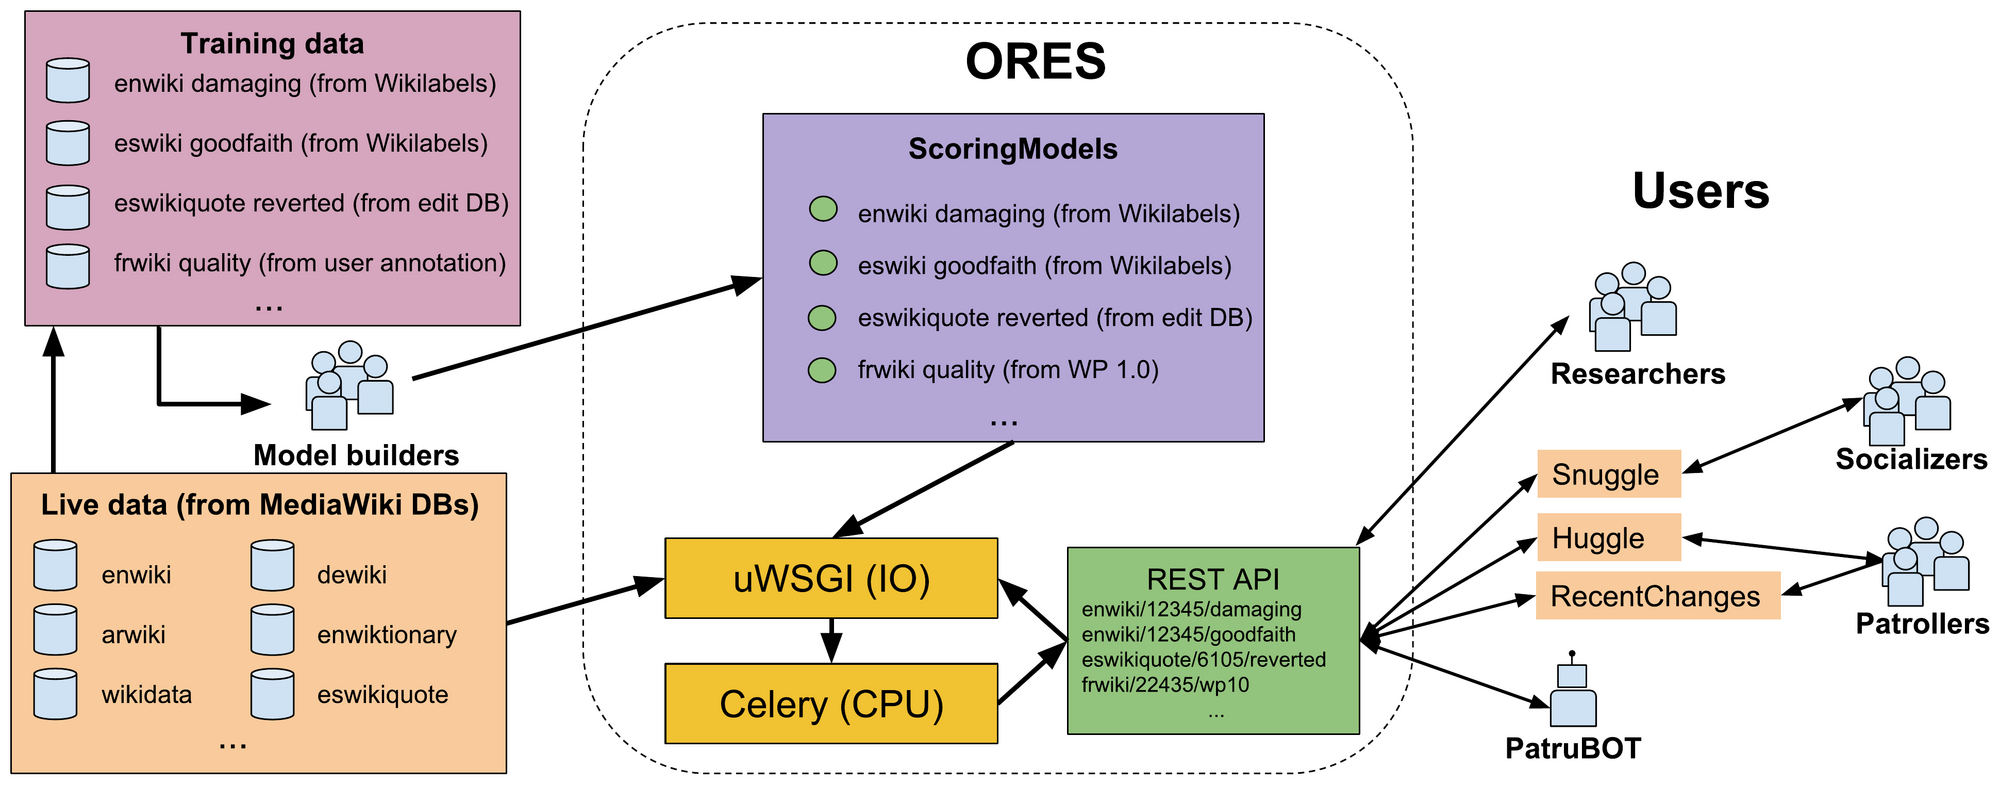 Training data
enwiki damaging (from Wikilabels)
eswiki goodfaith (from Wikilabels)
eswikiquote reverted (from edit DB)
frwiki quality (from user annotation)
...
Model builders
Live data (from MediaWiki DBs)
enwiki
dewiki
arwiki
enwiktionary
wikidata
eswikiquote
...
ORES
ScoringModels
enwiki damaging (from Wikilabels)
eswiki goodfaith (from Wikilabels)
eswikiquote reverted (from edit DB)
frwiki quality (from WP 1.0)
...
uWSGI (IO)
Celery (CPU)
REST API
enwiki/12345/damaging
enwiki/12345/goodfaith
eswikiquote/6105/reverted
frwiki/22435/wp10
...
Users
Researchers
Socializers
Snuggle
Huggle
RecentChanges
Patrollers
PatruBOT